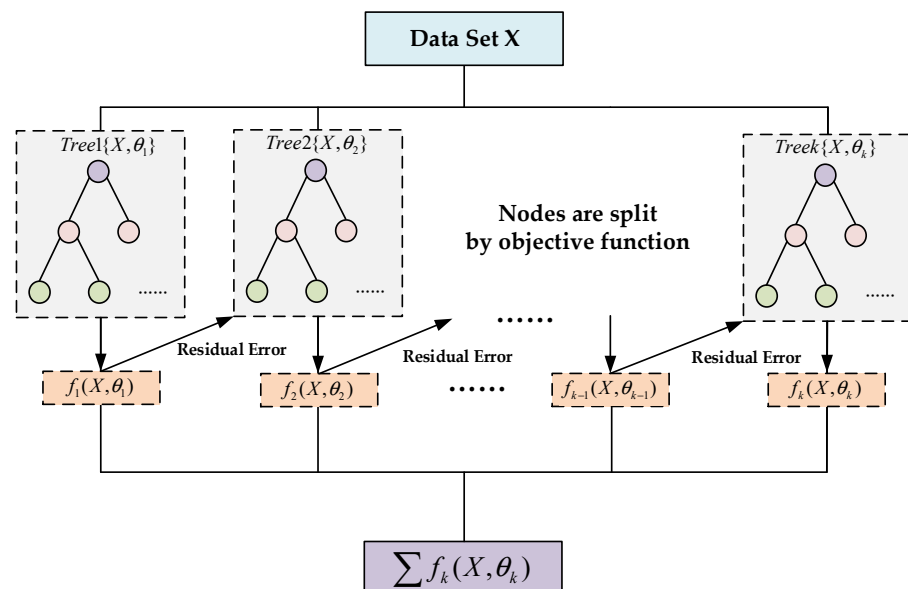 Data Set X
Tree1{X,θ₁}
Tree2{X,θ₂}
Treek{X,θₖ}
Nodes are split
by objective function
......
......
......
......
Residual Error
Residual Error
Residual Error
f₁(X,θ₁)
f₂(X,θ₂)
......
fₖ₋₁(X,θₖ₋₁)
fₖ(X,θₖ)
∑ fₖ(X,θₖ)